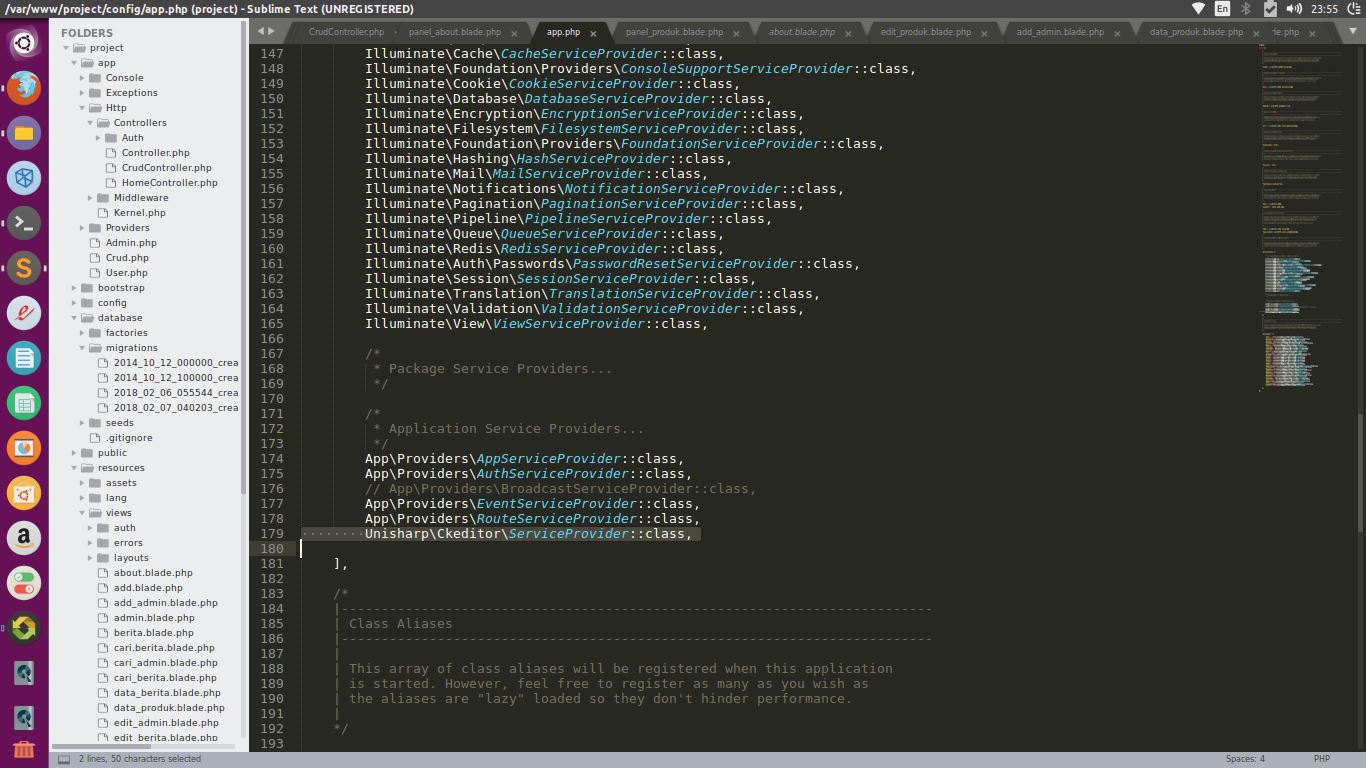 /var/www/project/config/app.php (project) - Sublime Text (UNREGISTERED)
En
23:55
FOLDERS
project
app
Console
Exceptions
Http
Controllers
Auth
Controller.php
CrudController.php
HomeController.php
Middleware
Kernel.php
Providers
Admin.php
Crud.php
User.php
bootstrap
config
database
factories
migrations
2014_10_12_000000_crea
2014_10_12_100000_crea
2018_02_06_055544_crea
2018_02_07_040203_crea
seeds
.gitignore
public
resources
assets
lang
views
auth
errors
layouts
about.blade.php
add.blade.php
add_admin.blade.php
admin.blade.php
berita.blade.php
cari.berita.blade.php
cari_admin.blade.php
cari_berita.blade.php
data_berita.blade.php
data_produk.blade.php
edit_admin.blade.php
edit_berita.blade.php
CrudController.php
panel_about.blade.php
app.php
panel_produk.blade.php
about.blade.php
edit_produk.blade.php
add_admin.blade.php
data_produk.blade.php
te.php
147 Illuminate\Cache\CacheServiceProvider::class,
148 Illuminate\Foundation\Providers\ConsoleSupportServiceProvider::class,
149 Illuminate\Cookie\CookieServiceProvider::class,
150 Illuminate\Database\DatabaseServiceProvider::class,
151 Illuminate\Encryption\EncryptionServiceProvider::class,
152 Illuminate\Filesystem\FilesystemServiceProvider::class,
153 Illuminate\Foundation\Providers\FoundationServiceProvider::class,
154 Illuminate\Hashing\HashServiceProvider::class,
155 Illuminate\Mail\MailServiceProvider::class,
156 Illuminate\Notifications\NotificationServiceProvider::class,
157 Illuminate\Pagination\PaginationServiceProvider::class,
158 Illuminate\Pipeline\PipelineServiceProvider::class,
159 Illuminate\Queue\QueueServiceProvider::class,
160 Illuminate\Redis\RedisServiceProvider::class,
161 Illuminate\Auth\Passwords\PasswordResetServiceProvider::class,
162 Illuminate\Session\SessionServiceProvider::class,
163 Illuminate\Translation\TranslationServiceProvider::class,
164 Illuminate\Validation\ValidationServiceProvider::class,
165 Illuminate\View\ViewServiceProvider::class,
166
167 /*
168 * Package Service Providers...
169 */
170
171 /*
172 * Application Service Providers...
173 */
174 App\Providers\AppServiceProvider::class,
175 App\Providers\AuthServiceProvider::class,
176 // App\Providers\BroadcastServiceProvider::class,
177 App\Providers\EventServiceProvider::class,
178 App\Providers\RouteServiceProvider::class,
179 Unisharp\Ckeditor\ServiceProvider::class,
180
181 ],
182
183 /*
184 |--------------------------------------------------------------------------
185 | Class Aliases
186 |--------------------------------------------------------------------------
187 |
188 | This array of class aliases will be registered when this application
189 | is started. However, feel free to register as many as you wish as
190 | the aliases are "lazy" loaded so they don't hinder performance.
191 |
192 */
193
2 lines, 50 characters selected
Spaces: 4
PHP